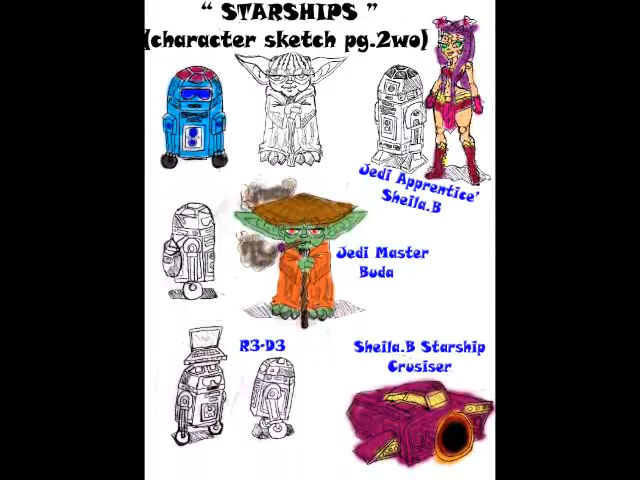 “ STARSHIPS ”
(character sketch pg.2wo)
Jedi Apprentice’
Sheila.B
Jedi Master
Buda
R3-D3
Sheila.B Starship
Crusiser